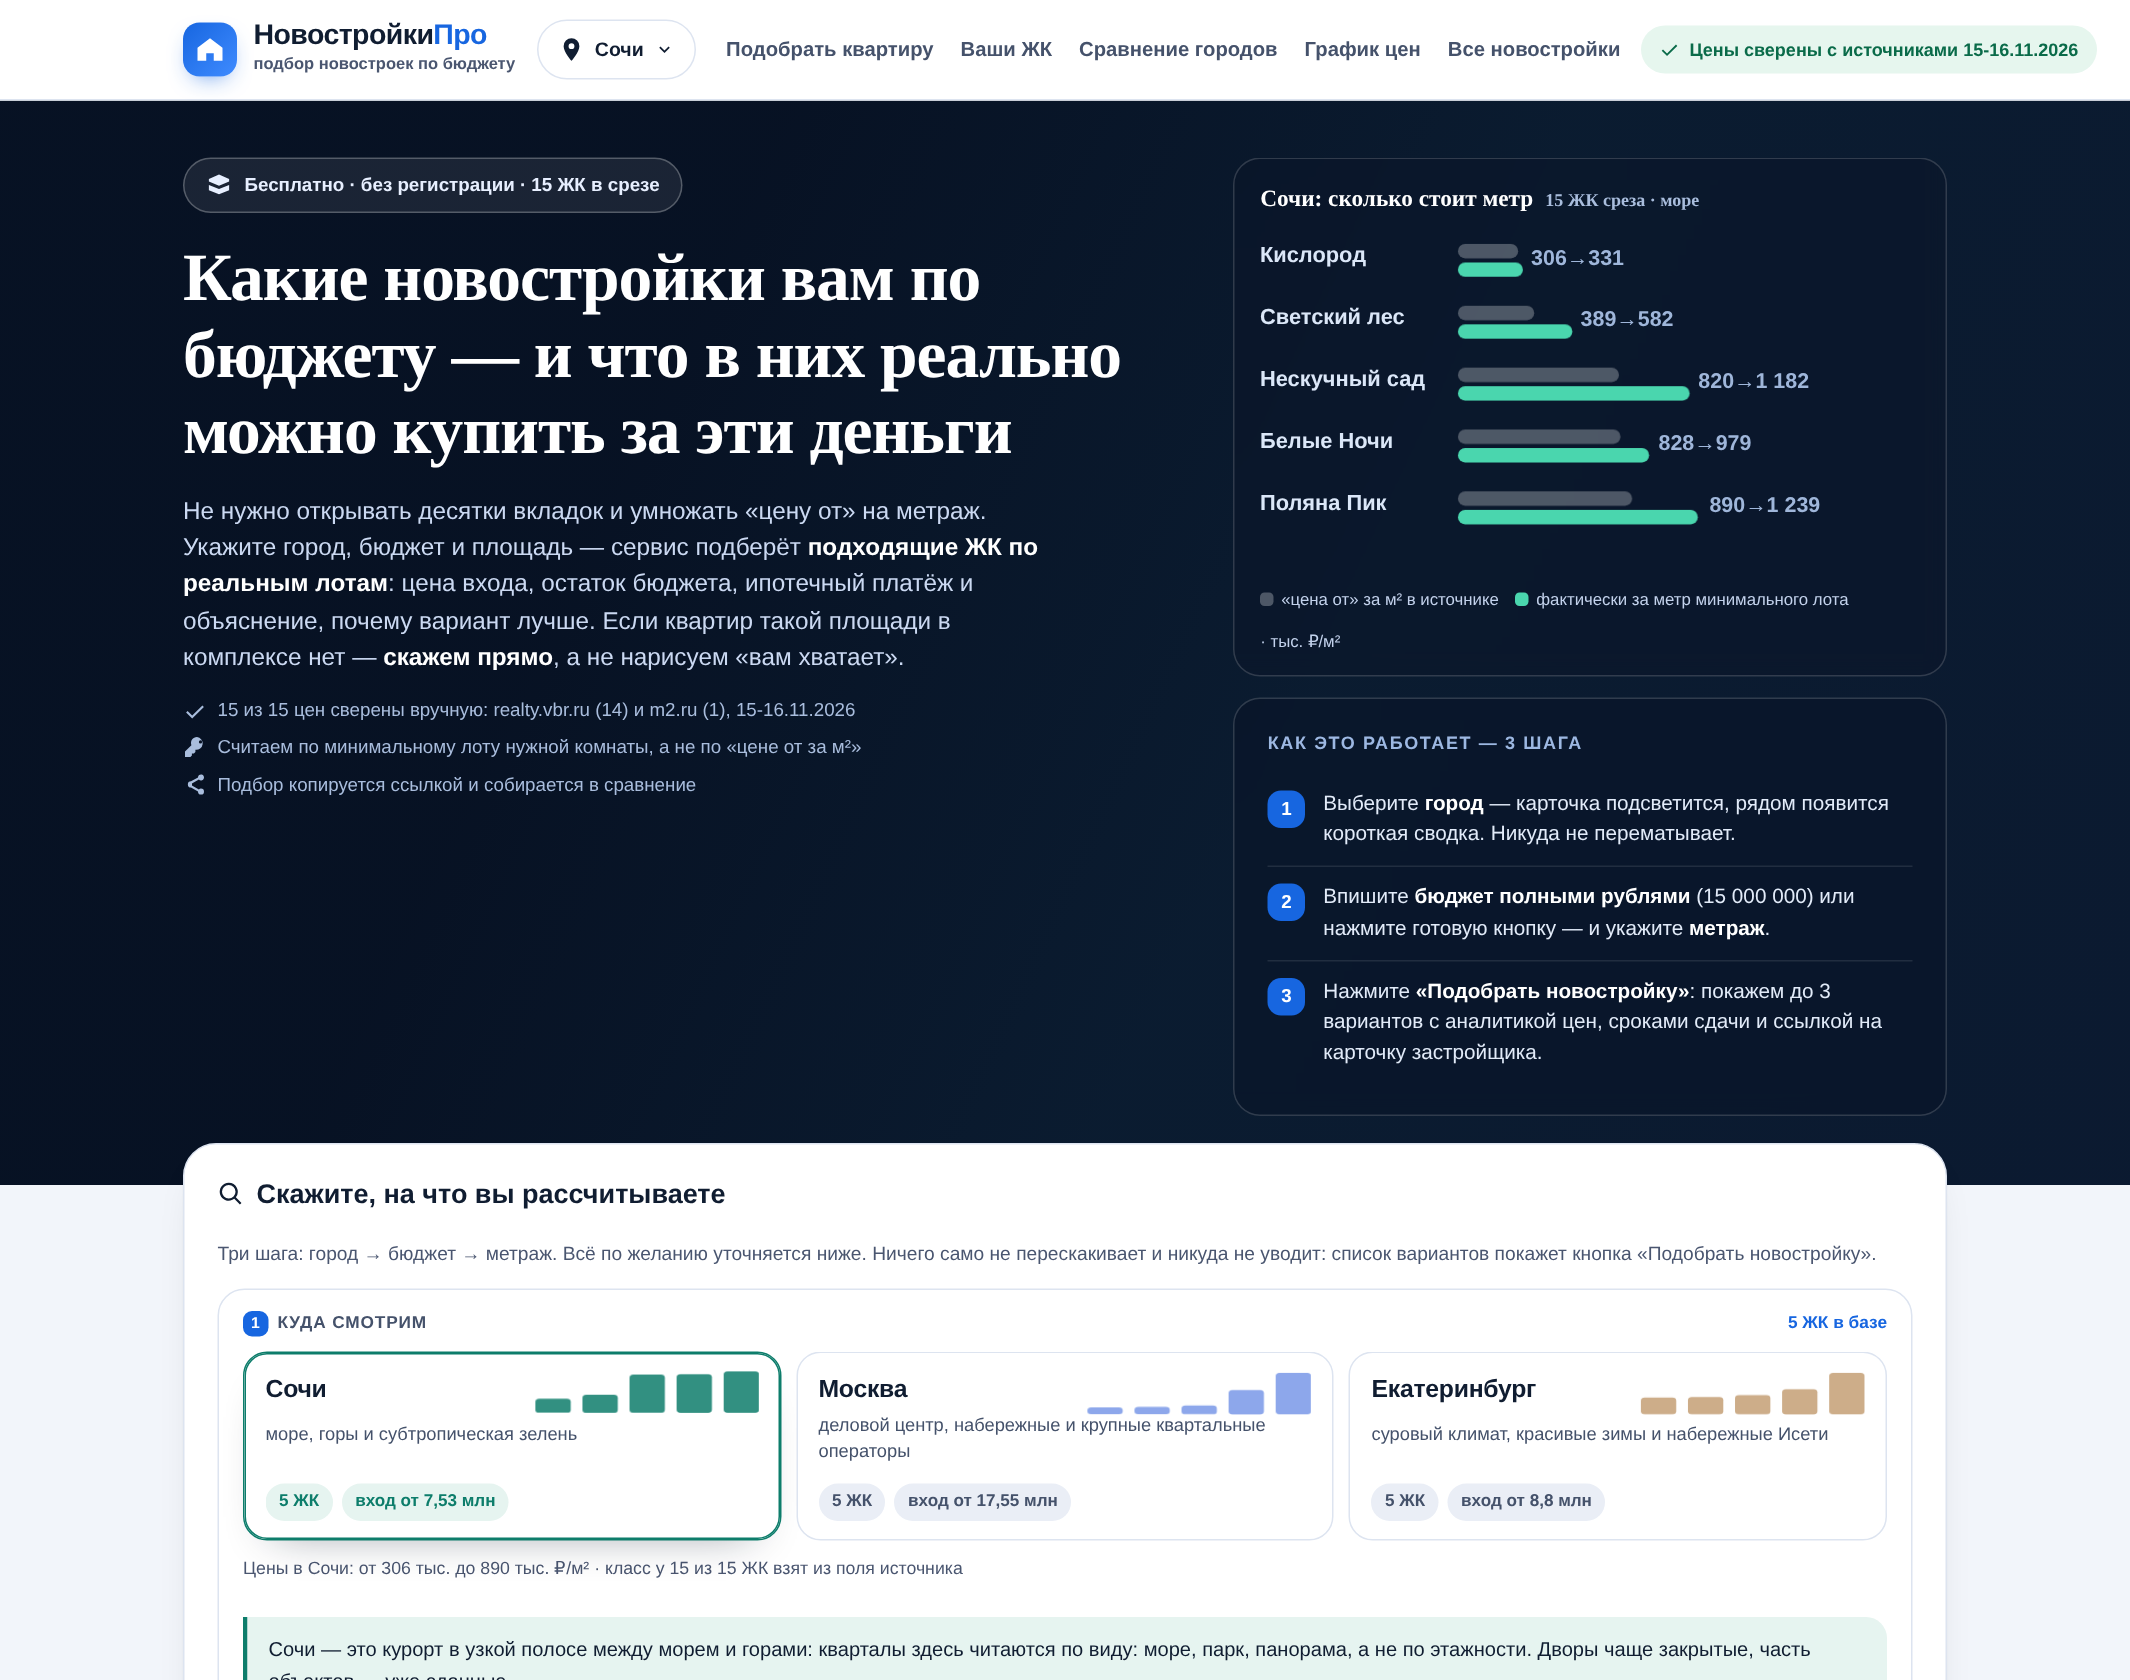 НовостройкиПро
подбор новостроек по бюджету
Сочи
Подобрать квартиру
Ваши ЖК
Сравнение городов
График цен
Все новостройки
Цены сверены с источниками 15-16.11.2026
Бесплатно · без регистрации · 15 ЖК в срезе
Какие новостройки вам по
бюджету — и что в них реально
можно купить за эти деньги
Не нужно открывать десятки вкладок и умножать «цену от» на метраж.
Укажите город, бюджет и площадь — сервис подберёт подходящие ЖК по
реальным лотам: цена входа, остаток бюджета, ипотечный платёж и
объяснение, почему вариант лучше. Если квартир такой площади в
комплексе нет — скажем прямо, а не нарисуем «вам хватает».
15 из 15 цен сверены вручную: realty.vbr.ru (14) и m2.ru (1), 15-16.11.2026
Считаем по минимальному лоту нужной комнаты, а не по «цене от за м²»
Подбор копируется ссылкой и собирается в сравнение
Сочи: сколько стоит метр 15 ЖК среза · море
Кислород 306→331
Светский лес 389→582
Нескучный сад 820→1 182
Белые Ночи 828→979
Поляна Пик 890→1 239
«цена от» за м² в источнике фактически за метр минимального лота
· тыс. ₽/м²
КАК ЭТО РАБОТАЕТ — 3 ШАГА
1 Выберите город — карточка подсветится, рядом появится
короткая сводка. Никуда не перематывает.
2 Впишите бюджет полными рублями (15 000 000) или
нажмите готовую кнопку — и укажите метраж.
3 Нажмите «Подобрать новостройку»: покажем до 3
вариантов с аналитикой цен, сроками сдачи и ссылкой на
карточку застройщика.
Скажите, на что вы рассчитываете
Три шага: город → бюджет → метраж. Всё по желанию уточняется ниже. Ничего само не перескакивает и никуда не уводит: список вариантов покажет кнопка «Подобрать новостройку».
1 КУДА СМОТРИМ
5 ЖК в базе
Сочи
море, горы и субтропическая зелень
5 ЖК вход от 7,53 млн
Москва
деловой центр, набережные и крупные квартальные
операторы
5 ЖК вход от 17,55 млн
Екатеринбург
суровый климат, красивые зимы и набережные Исети
5 ЖК вход от 8,8 млн
Цены в Сочи: от 306 тыс. до 890 тыс. ₽/м² · класс у 15 из 15 ЖК взят из поля источника
Сочи — это курорт в узкой полосе между морем и горами: кварталы здесь читаются по виду: море, парк, панорама, а не по этажности. Дворы чаще закрытые, часть